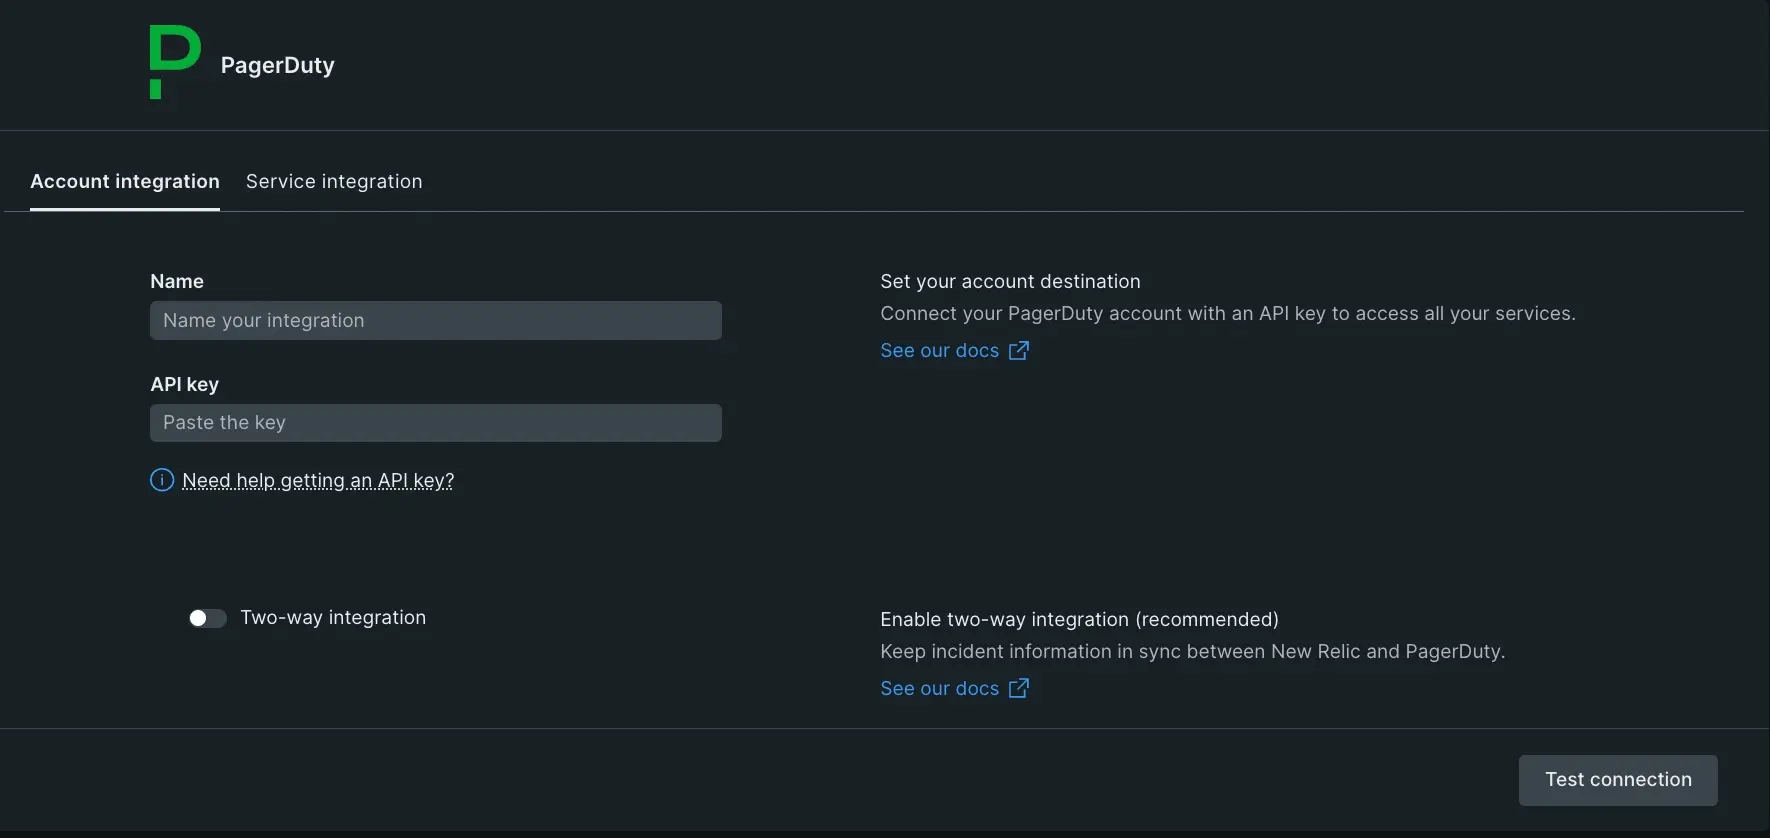 PagerDuty
Account integration
Service integration
Name
Name your integration
API key
Paste the key
Need help getting an API key?
Set your account destination
Connect your PagerDuty account with an API key to access all your services.
See our docs
Two-way integration
Enable two-way integration (recommended)
Keep incident information in sync between New Relic and PagerDuty.
See our docs
Test connection